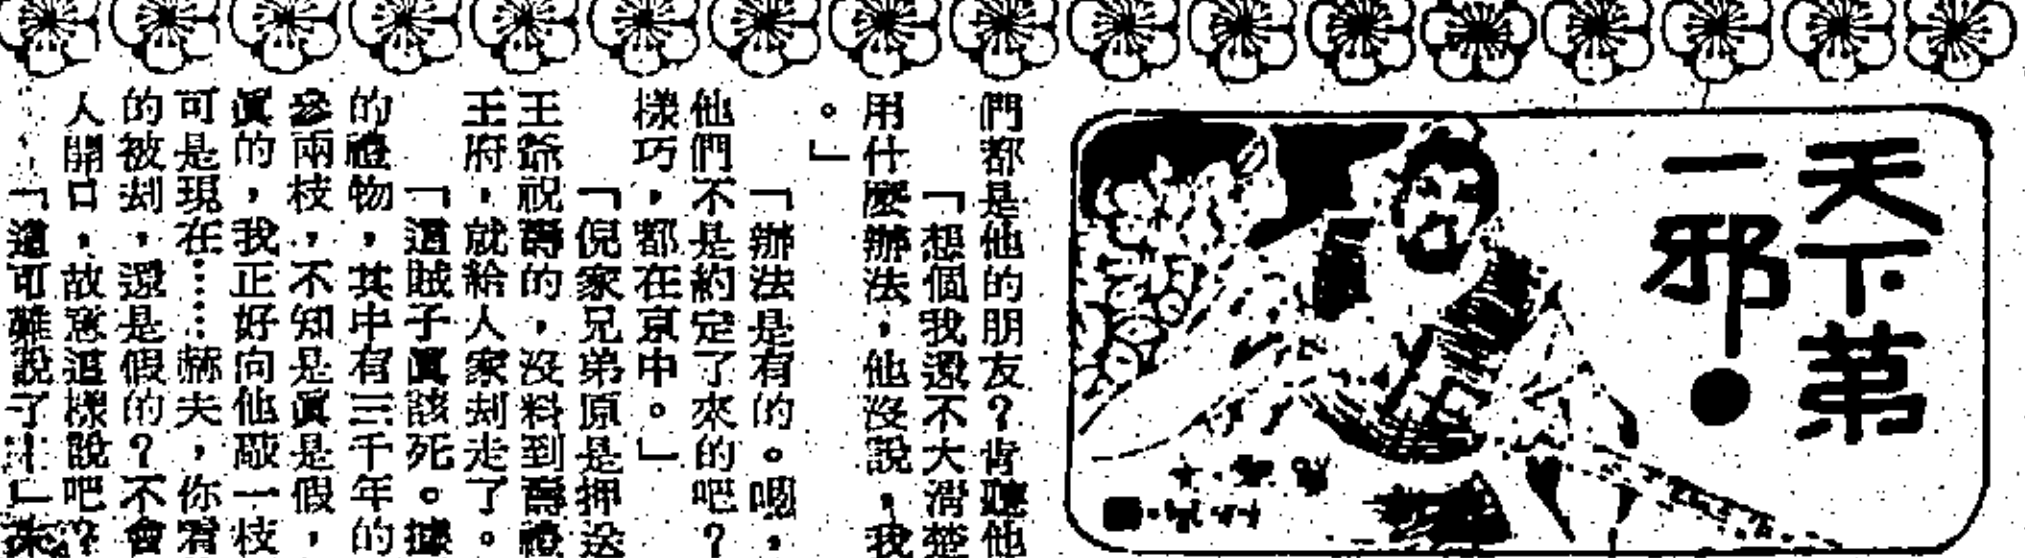 天下第
一邪
們都是他的朋友？肯聽他
「想個我還不大清楚
用什麼辦法，他沒說，我
。」
「辦法是有的。嗯，
他們不是約定了來的吧？
樣巧，都在京中。」
「倪家兄弟原是押送
王爺祝壽的，沒料到壽禮
王府，就給人家刦走了。
「這賊子眞該死。據
的禮物，其中有三千年的
參兩枝，不知是眞是假，
眞的，我正好向他敲一枝
可是現在……赫夫，你看
的被刦，還是假的？不會
人開口，故意這樣說吧？
「這可難說了！」朱